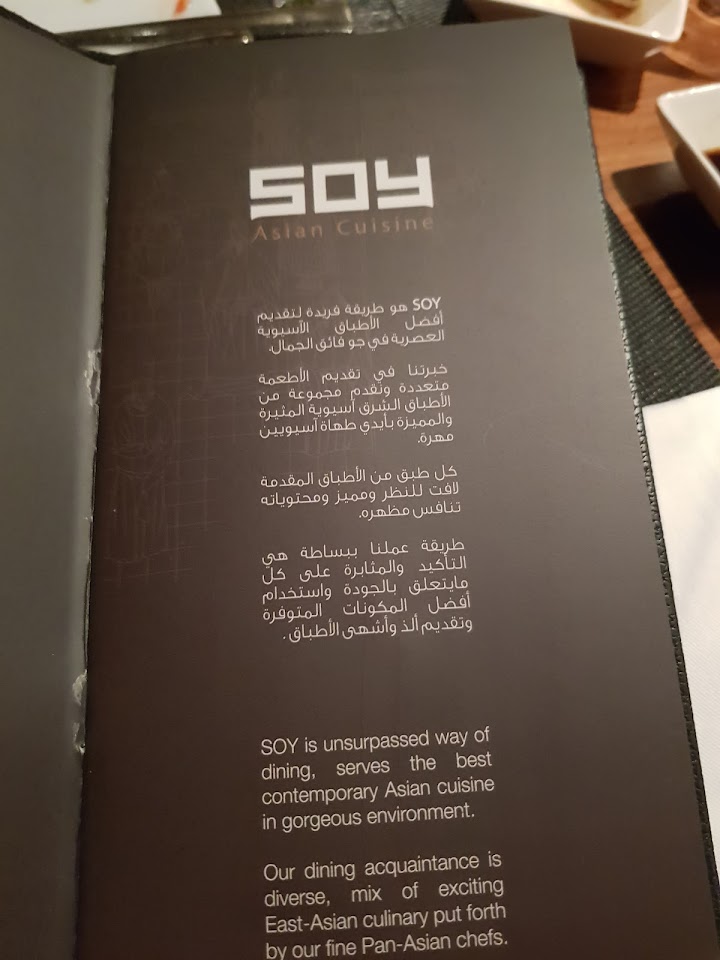 SOY
Asian Cuisine
SOY هو طريقة فريدة لتقديم
أفضل الأطباق الآسيوية
العصرية في جو فائق الجمال.
خبرتنا في تقديم الأطعمة
متعددة ونقدم مجموعة من
الأطباق الشرق آسيوية المثيرة
والمميزة بأيدي طهاة آسيويين
مهرة.
كل طبق من الأطباق المقدمة
لافت للنظر ومميز ومحتوياته
تنافس مظهره.
طريقة عملنا ببساطة هي
التأكيد والمثابرة على كل
مايتعلق بالجودة واستخدام
أفضل المكونات المتوفرة
وتقديم ألذ وأشهى الأطباق.
SOY is unsurpassed way of
dining, serves the best
contemporary Asian cuisine
in gorgeous environment.
Our dining acquaintance is
diverse, mix of exciting
East-Asian culinary put forth
by our fine Pan-Asian chefs.